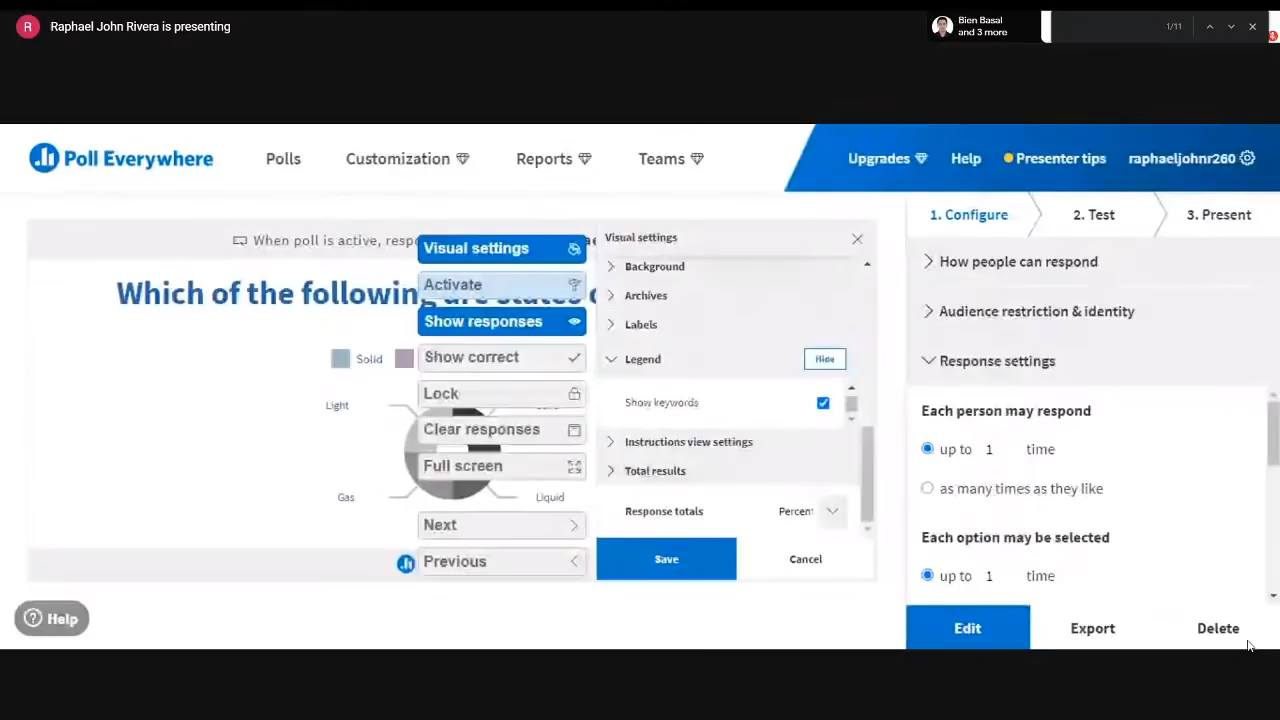 R Raphael John Rivera is presenting
Bien Basal
and 3 more
1/11
Poll Everywhere
Polls
Customization
Reports
Teams
Upgrades
Help
Presenter tips
raphaeljohnr260
1. Configure
2. Test
3. Present
When poll is active, respo
Which of the following are states o
Solid
Light
Gas
Liquid
Visual settings
Activate
Show responses
Show correct
Lock
Clear responses
Full screen
Next
Previous
Visual settings
Background
Archives
Labels
Legend
Hide
Show keywords
Instructions view settings
Total results
Response totals
Percent
Save
Cancel
How people can respond
Audience restriction & identity
Response settings
Each person may respond
up to 1 time
as many times as they like
Each option may be selected
up to 1 time
Edit
Export
Delete
Help